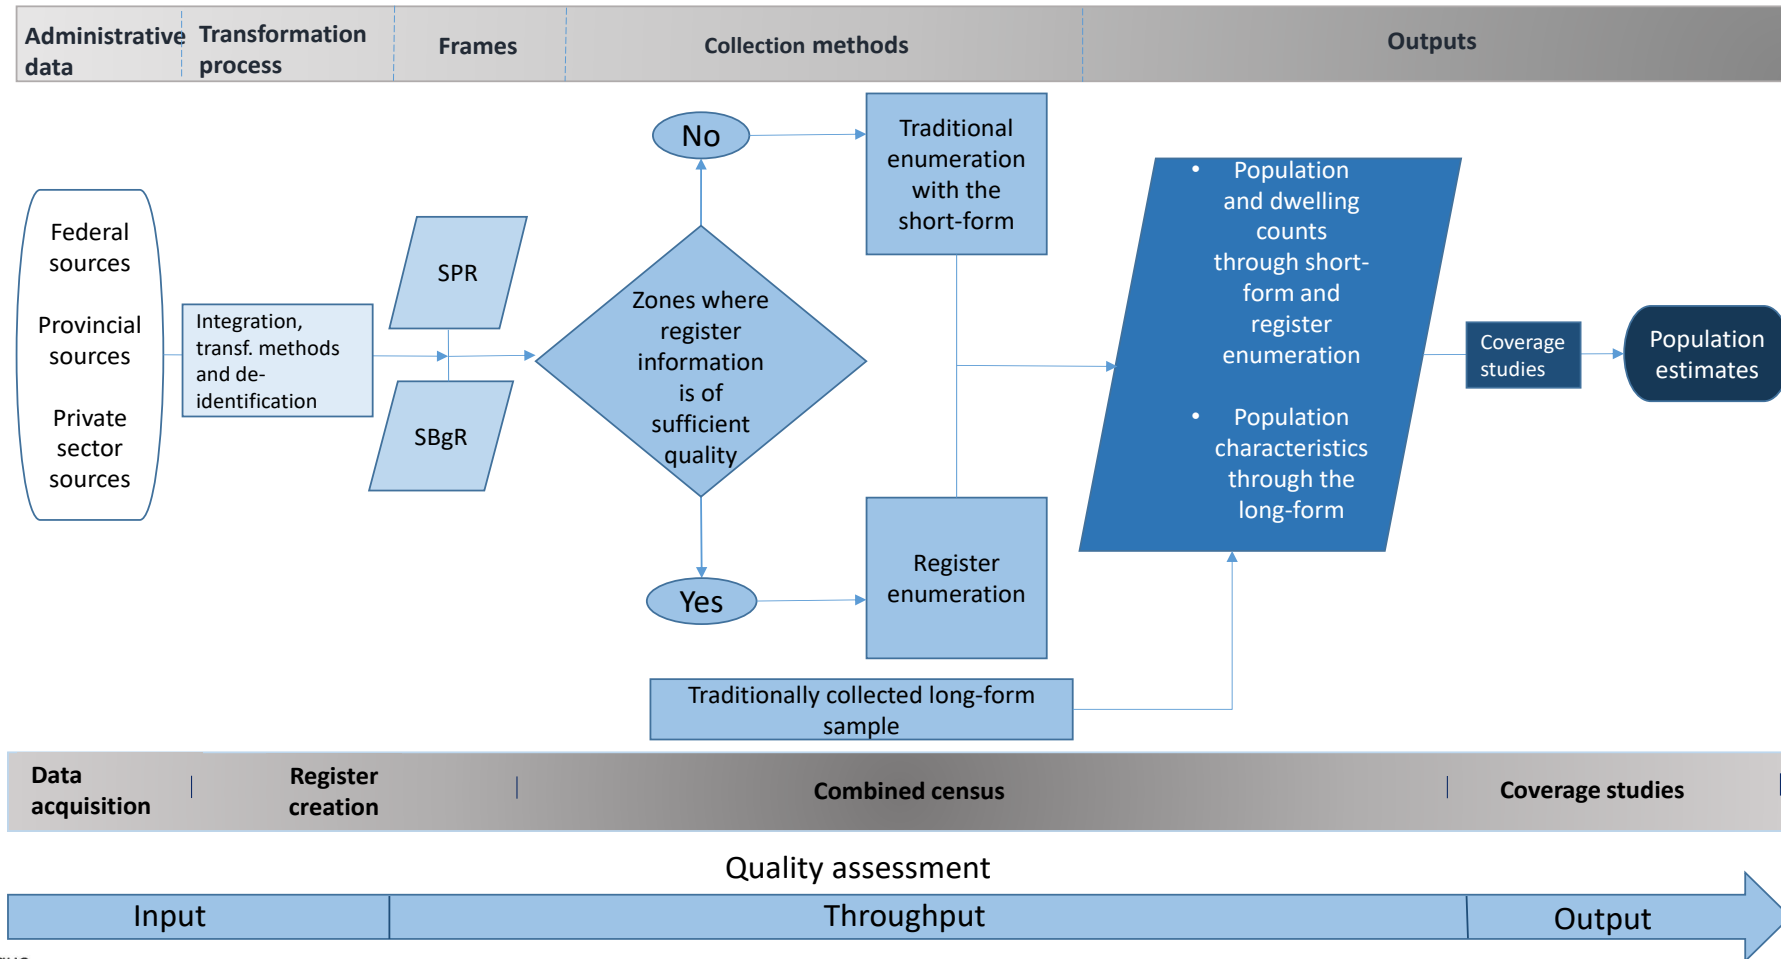 Administrative
data
Transformation
process
Frames
Collection methods
Outputs
Federal
sources
Provincial
sources
Private
sector
sources
Integration,
transf. methods
and de-
identification
SPR
SBgR
No
Zones where
register
information
is of
sufficient
quality
Yes
Traditional
enumeration
with the
short-form
Register
enumeration
Traditionally collected long-form
sample
• Population
and dwelling
counts
through short-
form and
register
enumeration
• Population
characteristics
through the
long-form
Coverage
studies
Population
estimates
Data
acquisition
Register
creation
Combined census
Coverage studies
Quality assessment
Input
Throughput
Output